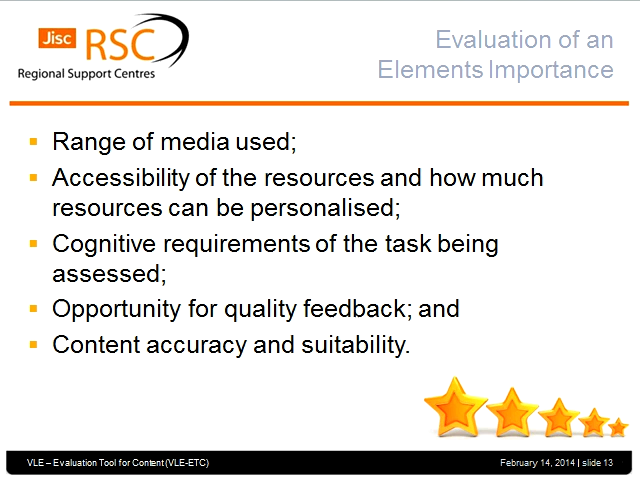 Jisc RSC
Regional Support Centres
Evaluation of an
Elements Importance
Range of media used;
Accessibility of the resources and how much
resources can be personalised;
Cognitive requirements of the task being
assessed;
Opportunity for quality feedback; and
Content accuracy and suitability.
VLE – Evaluation Tool for Content (VLE-ETC)
February 14, 2014 | slide 13